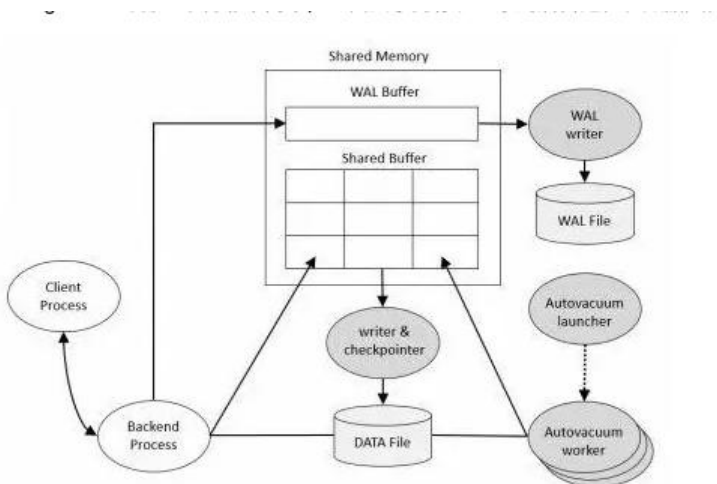 Shared Memory
WAL Buffer
WAL
writer
Shared Buffer
WAL File
Client
Process
Autovacuum
launcher
writer &
checkpointer
Backend
Process
DATA File
Autovacuum
worker